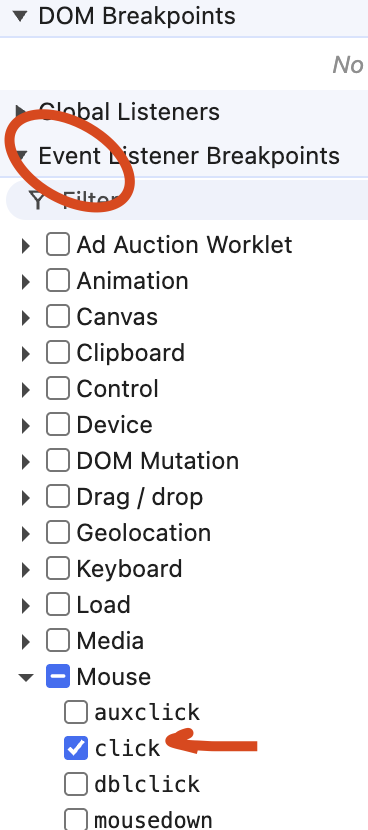 DOM Breakpoints
No
Global Listeners
Event Listener Breakpoints
Filter
Ad Auction Worklet
Animation
Canvas
Clipboard
Control
Device
DOM Mutation
Drag / drop
Geolocation
Keyboard
Load
Media
Mouse
auxclick
click
dblclick
mousedown